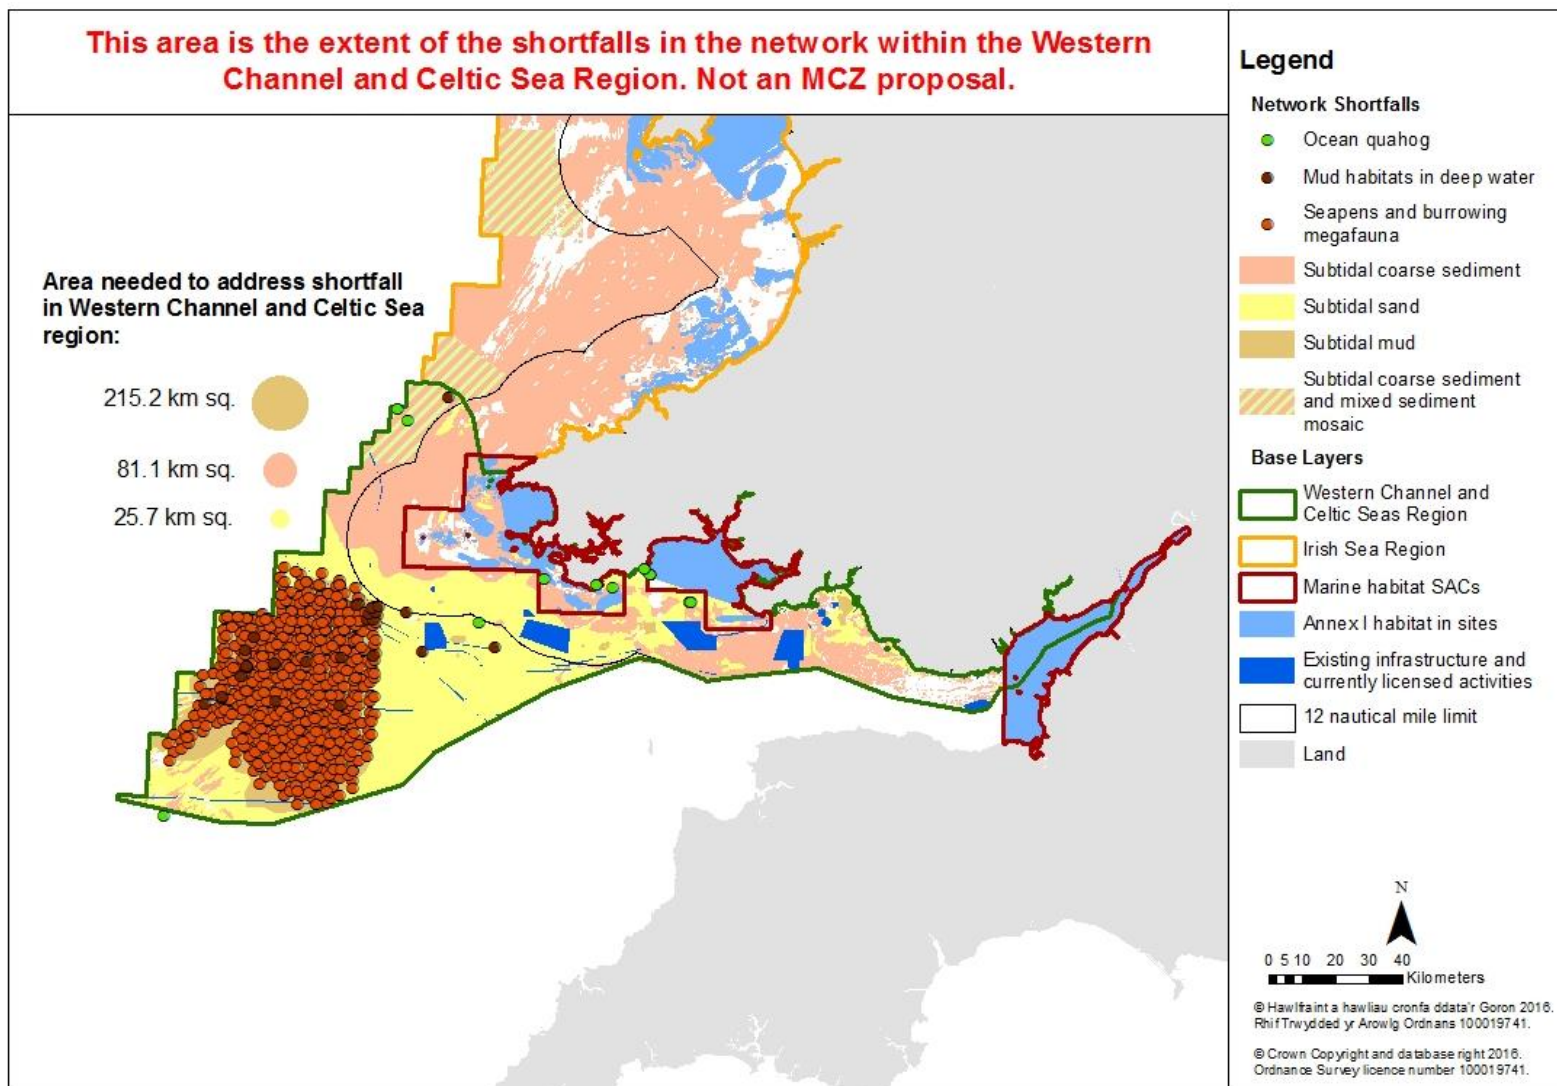 This area is the extent of the shortfalls in the network within the Western
Channel and Celtic Sea Region. Not an MCZ proposal.
Area needed to address shortfall
in Western Channel and Celtic Sea
region:
215.2 km sq.
81.1 km sq.
25.7 km sq.
Legend
Network Shortfalls
Ocean quahog
Mud habitats in deep water
Seapens and burrowing
megafauna
Subtidal coarse sediment
Subtidal sand
Subtidal mud
Subtidal coarse sediment
and mixed sediment
mosaic
Base Layers
Western Channel and
Celtic Seas Region
Irish Sea Region
Marine habitat SACs
Annex I habitat in sites
Existing infrastructure and
currently licensed activities
12 nautical mile limit
Land
N
0 5 10 20 30 40
Kilometers
© Hawlfraint a hawliau cronfa ddata'r Goron 2016.
Rhif Trwydded yr Arowlg Ordnans 100019741.
© Crown Copyright and database right 2016.
Ordnance Survey licence number 100019741.